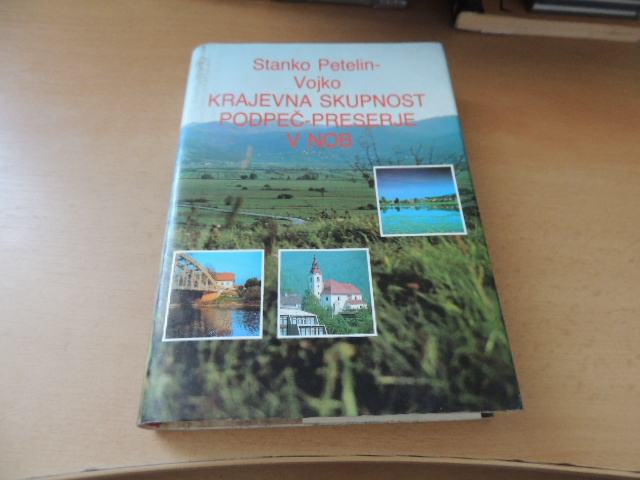 Stanko Petelin-
Vojko
KRAJEVNA SKUPNOST
PODPEČ-PRESERJE
V NOB